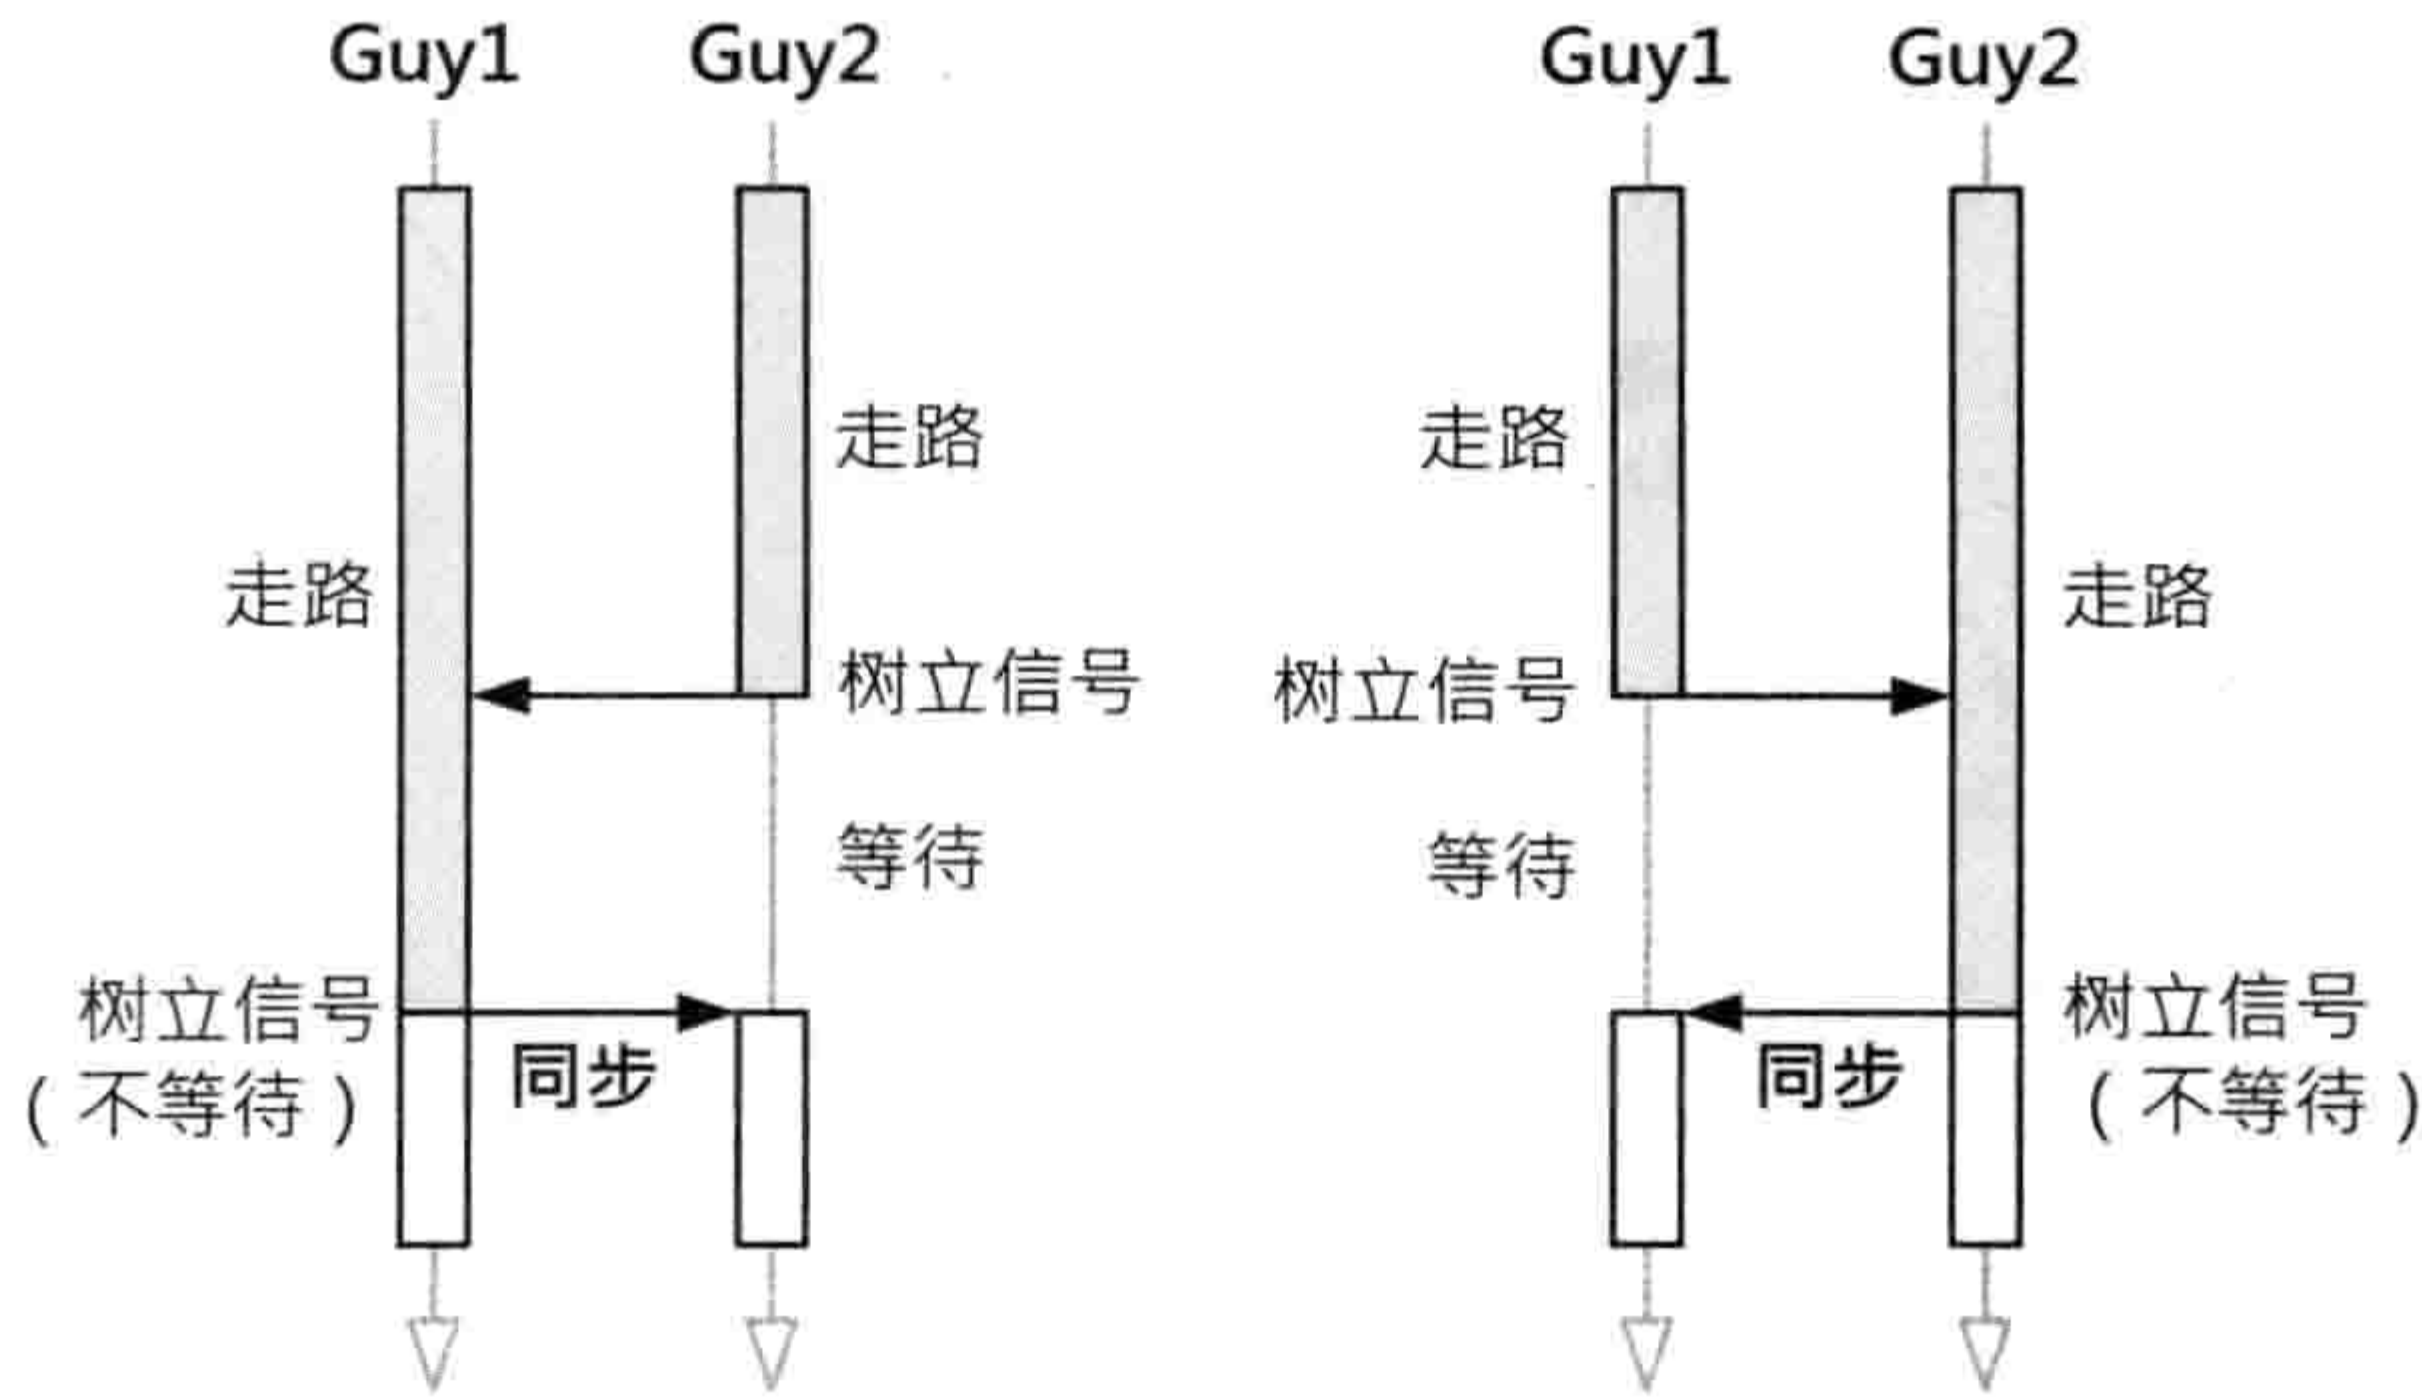 Guy1
Guy2
走路
走路
树立信号
等待
树立信号
(不等待)
同步
Guy1
Guy2
走路
走路
树立信号
等待
同步
树立信号
(不等待)